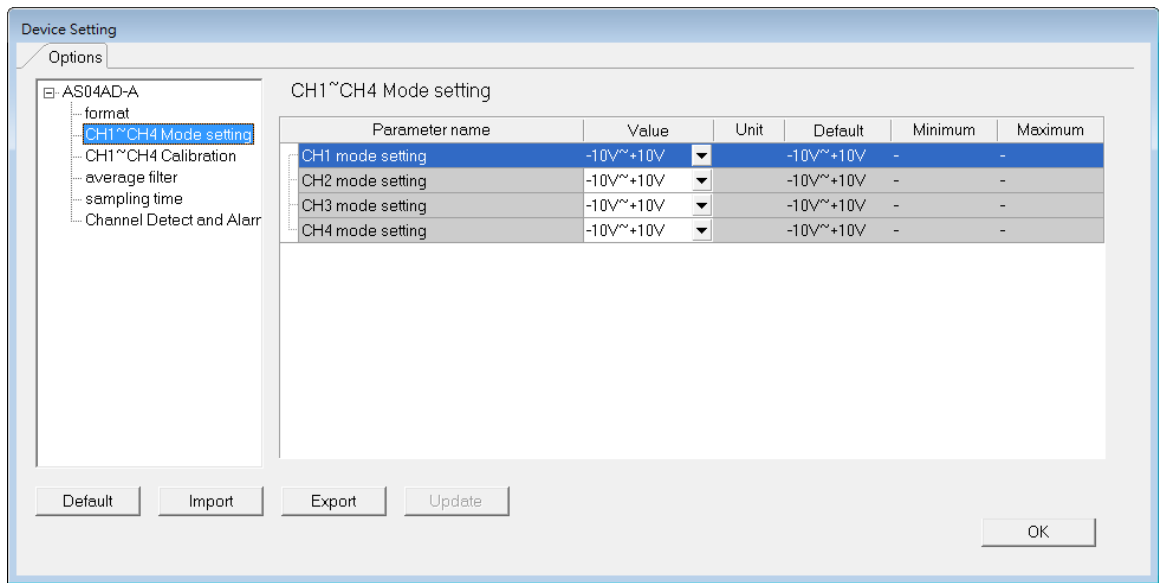 Device Setting
Options
AS04AD-A
format
CH1~CH4 Mode setting
CH1~CH4 Calibration
average filter
sampling time
Channel Detect and Alarr
CH1~CH4 Mode setting
Parameter name Value Unit Default Minimum Maximum
CH1 mode setting -10V~+10V -10V~+10V - -
CH2 mode setting -10V~+10V -10V~+10V - -
CH3 mode setting -10V~+10V -10V~+10V - -
CH4 mode setting -10V~+10V -10V~+10V - -
Default Import Export Update
OK